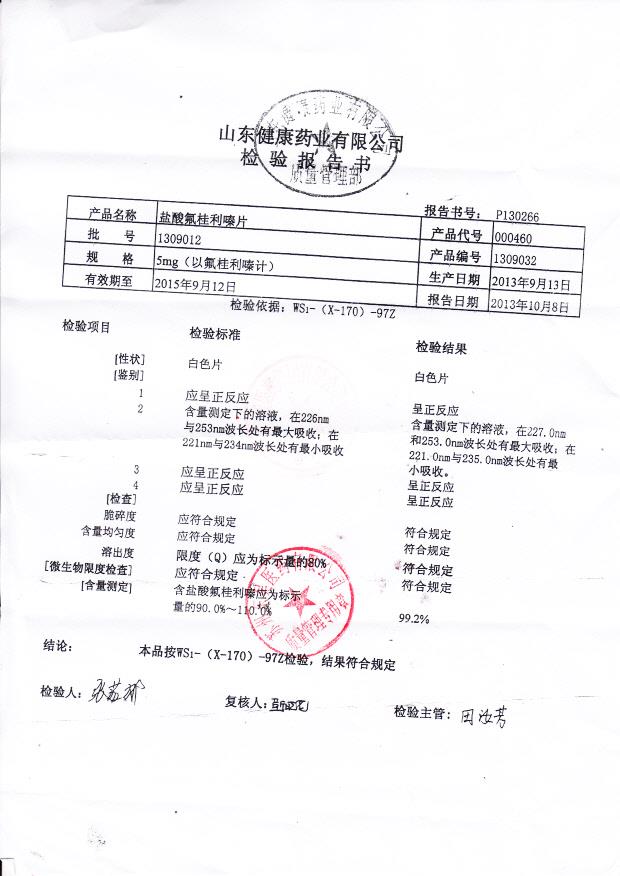 山东健康药业有限公司
检验报告书
质量管理部
报告书号： P130266
产品名称 盐酸氟桂利嗪片 产品代号 000460
批 号 1309012 产品编号 1309032
规 格 5mg（以氟桂利嗪计） 生产日期 2013年9月13日
有效期至 2015年9月12日 报告日期 2013年10月8日
检验依据：WS₁-（X-170）-97Z
检验项目 检验标准 检验结果
[性状] 白色片 白色片
[鉴别]
1 应呈正反应 呈正反应
2 含量测定下的溶液，在226nm 含量测定下的溶液，在227.0nm
与253nm波长处有最大吸收；在 和253.0nm波长处有最大吸收；在
221nm与234nm波长处有最小吸收 221.0nm与235.0nm波长处有最
小吸收。
3 应呈正反应 呈正反应
4 应呈正反应 呈正反应
[检查]
脆碎度 应符合规定 符合规定
含量均匀度 应符合规定 符合规定
溶出度 限度（Q）应为标示量的80% 符合规定
[微生物限度检查] 应符合规定 符合规定
[含量测定] 含盐酸氟桂利嗪应为标示
量的90.0%～110.0% 99.2%
医药有限公司
质量管理专用章
结论： 本品按WS₁-（X-170）-97Z检验，结果符合规定
检验人： 复核人： 检验主管：